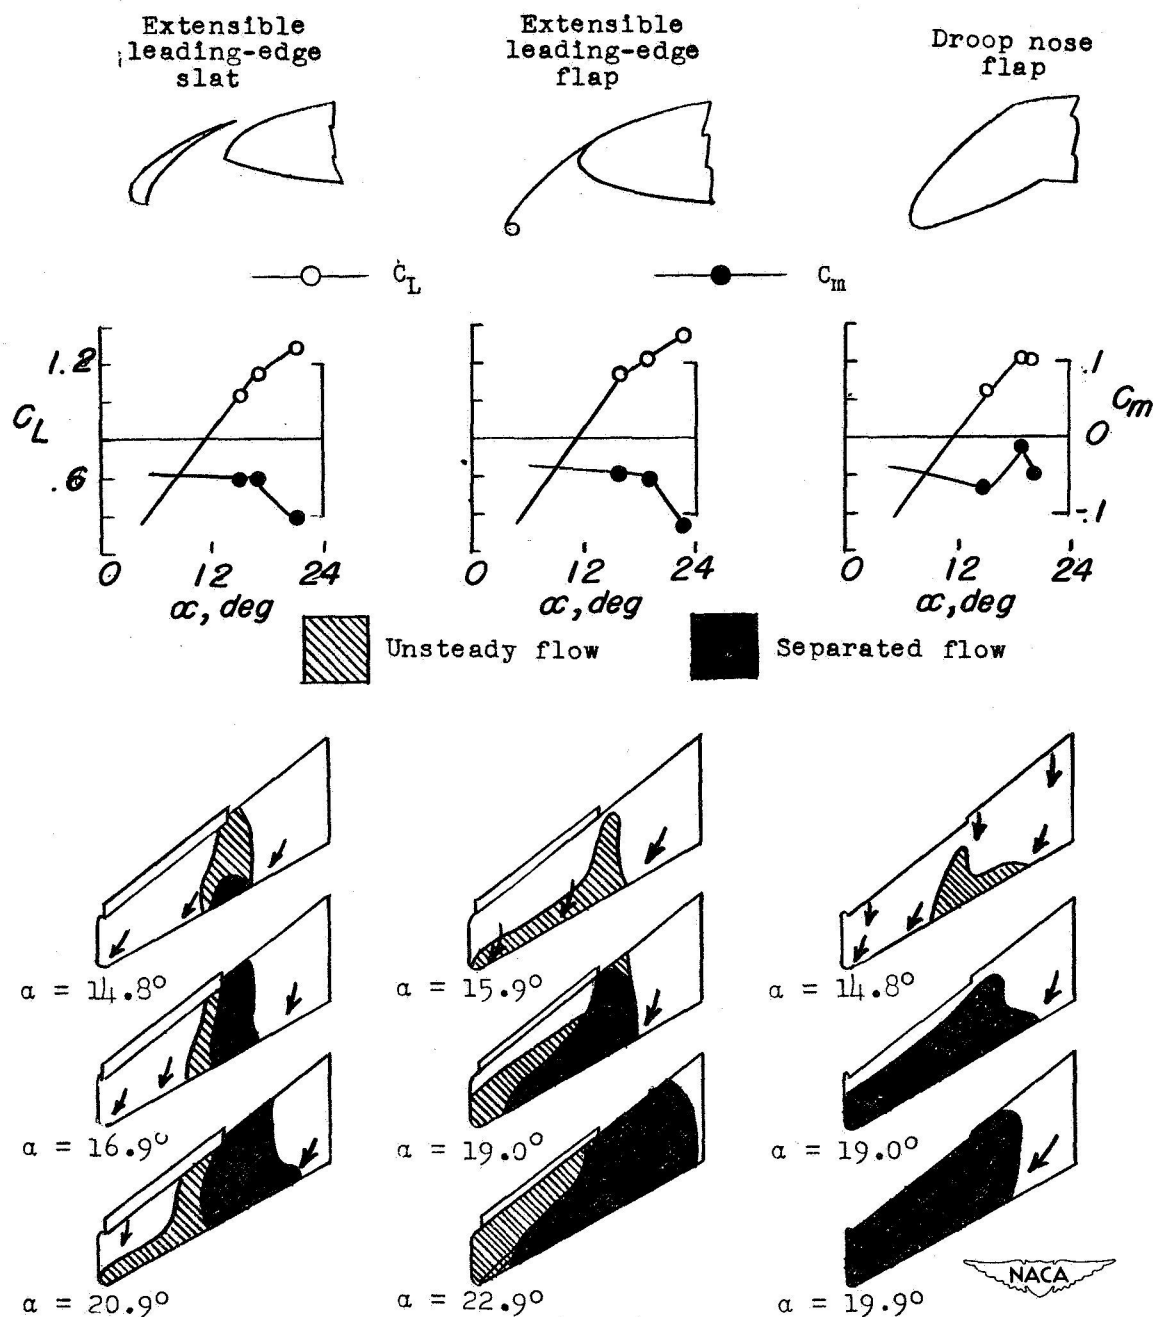 Extensible
leading-edge
slat
Extensible
leading-edge
flap
Droop nose
flap
C_L
C_m
1.2
C_L
.6
0 12 24
α, deg
0 12 24
α, deg
.1
C_m
0
-.1
0 12 24
α, deg
Unsteady flow
Separated flow
α = 14.8°
α = 15.9°
α = 14.8°
α = 16.9°
α = 19.0°
α = 19.0°
α = 20.9°
α = 22.9°
α = 19.9°
NACA